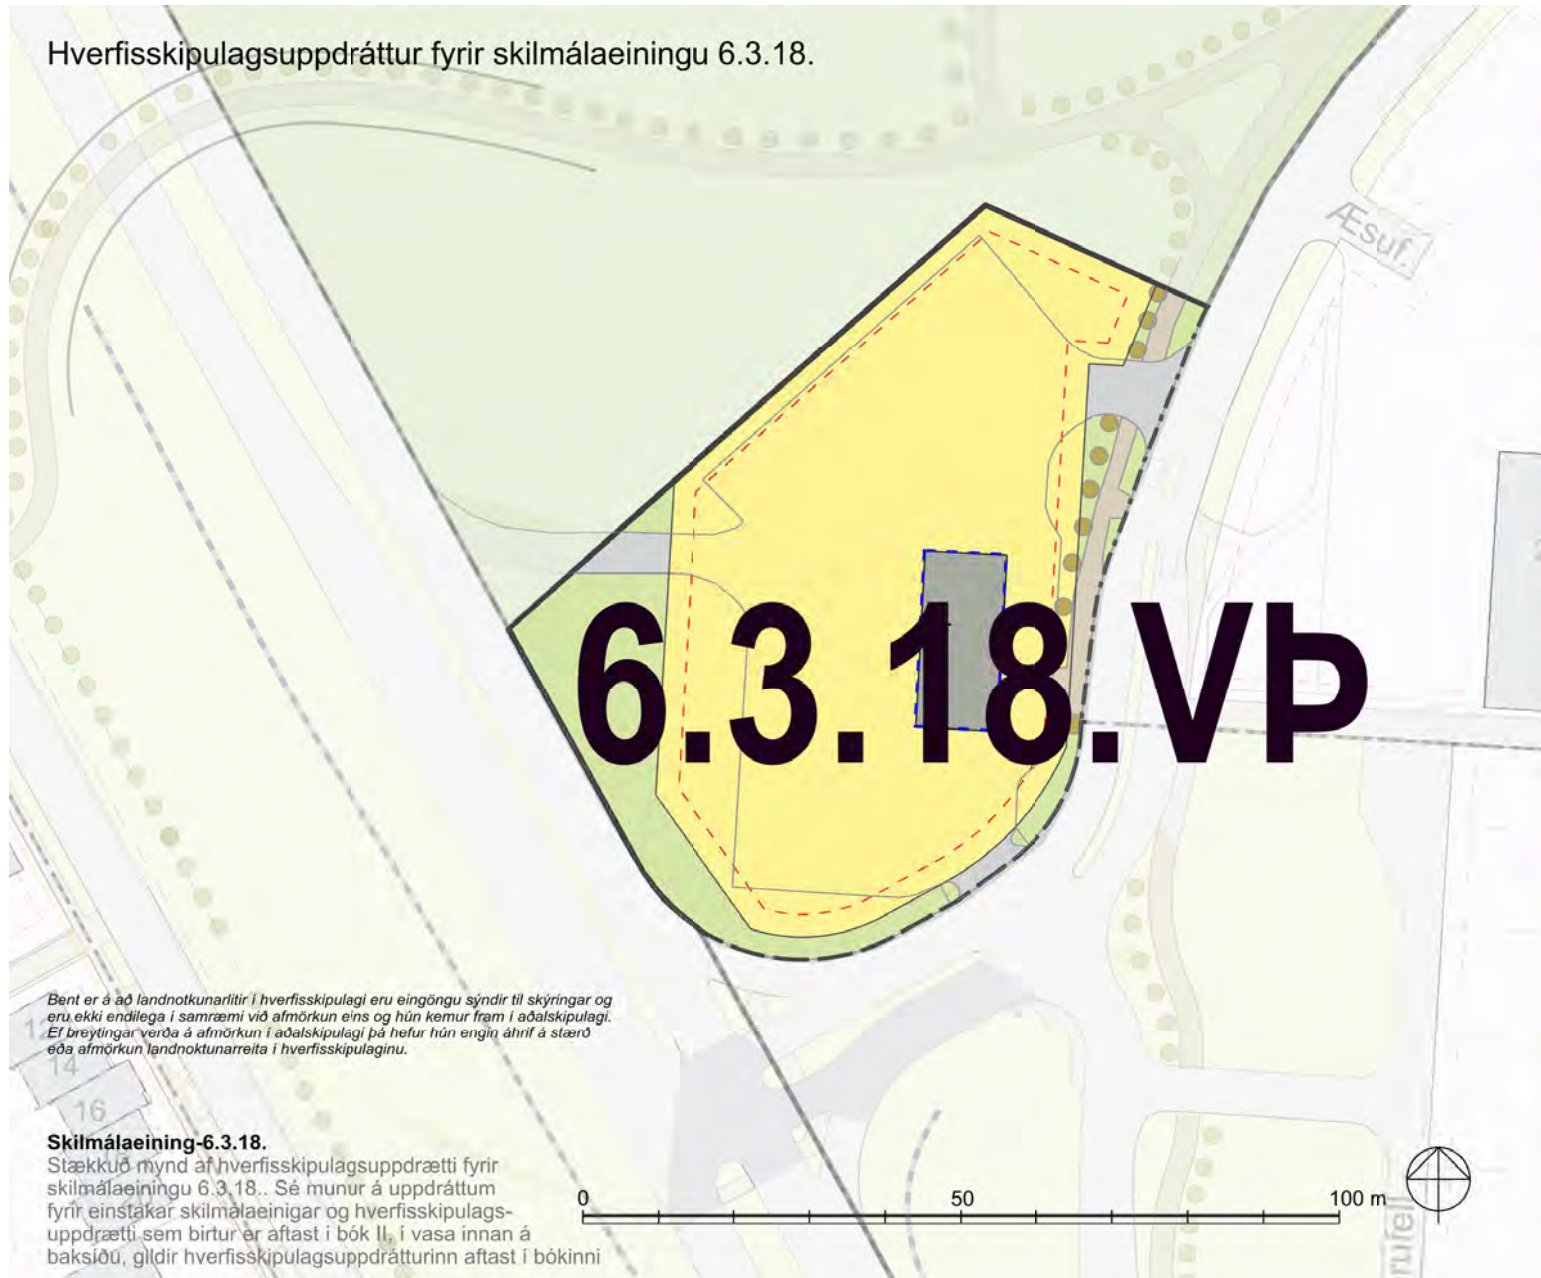 Hverfisskipulagsuppdráttur fyrir skilmálaeiningu 6.3.18.
Æsuf.
6.3.18.VÞ
Bent er á að landnotkunarlitir í hverfisskipulagi eru eingöngu sýndir til skýringar og
eru ekki endilega í samræmi við afmörkun eins og hún kemur fram í aðalskipulagi.
Ef breytingar verða á afmörkun í aðalskipulagi þá hefur hún engin áhrif á stærð
eða afmörkun landnoktunarreita í hverfisskipulaginu.
14
16
Skilmálaeining-6.3.18.
Stækkuð mynd af hverfisskipulagsuppdrætti fyrir
skilmálaeiningu 6.3.18.. Sé munur á uppdráttum
fyrir einstakar skilmálaeinigar og hverfisskipulags-
uppdrætti sem birtur er aftast í bók II, í vasa innan á
baksíðu, gildir hverfisskipulagsuppdrátturinn aftast í bókinni
0 50 100 m
rufell